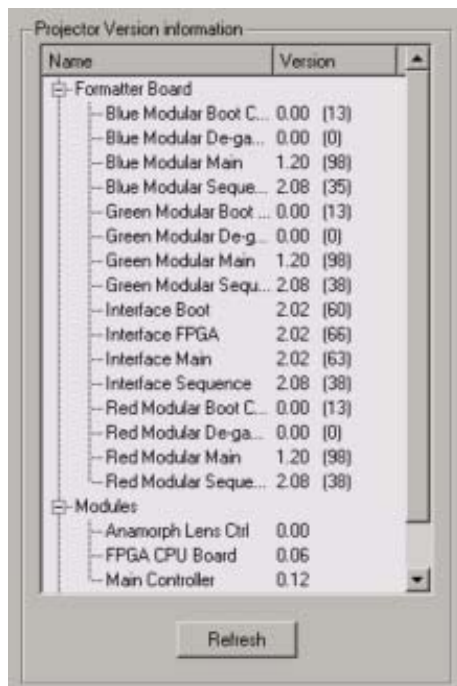 Projector Version information
Name Version
Formatter Board
Blue Modular Boot C... 0.00 (13)
Blue Modular De-ga... 0.00 (0)
Blue Modular Main 1.20 (98)
Blue Modular Seque... 2.08 (35)
Green Modular Boot ... 0.00 (13)
Green Modular De-g... 0.00 (0)
Green Modular Main 1.20 (98)
Green Modular Sequ... 2.08 (38)
Interface Boot 2.02 (60)
Interface FPGA 2.02 (66)
Interface Main 2.02 (63)
Interface Sequence 2.08 (38)
Red Modular Boot C... 0.00 (13)
Red Modular De-ga... 0.00 (0)
Red Modular Main 1.20 (98)
Red Modular Seque... 2.08 (38)
Modules
Anamorph Lens Ctrl 0.00
FPGA CPU Board 0.06
Main Controller 0.12
Refresh